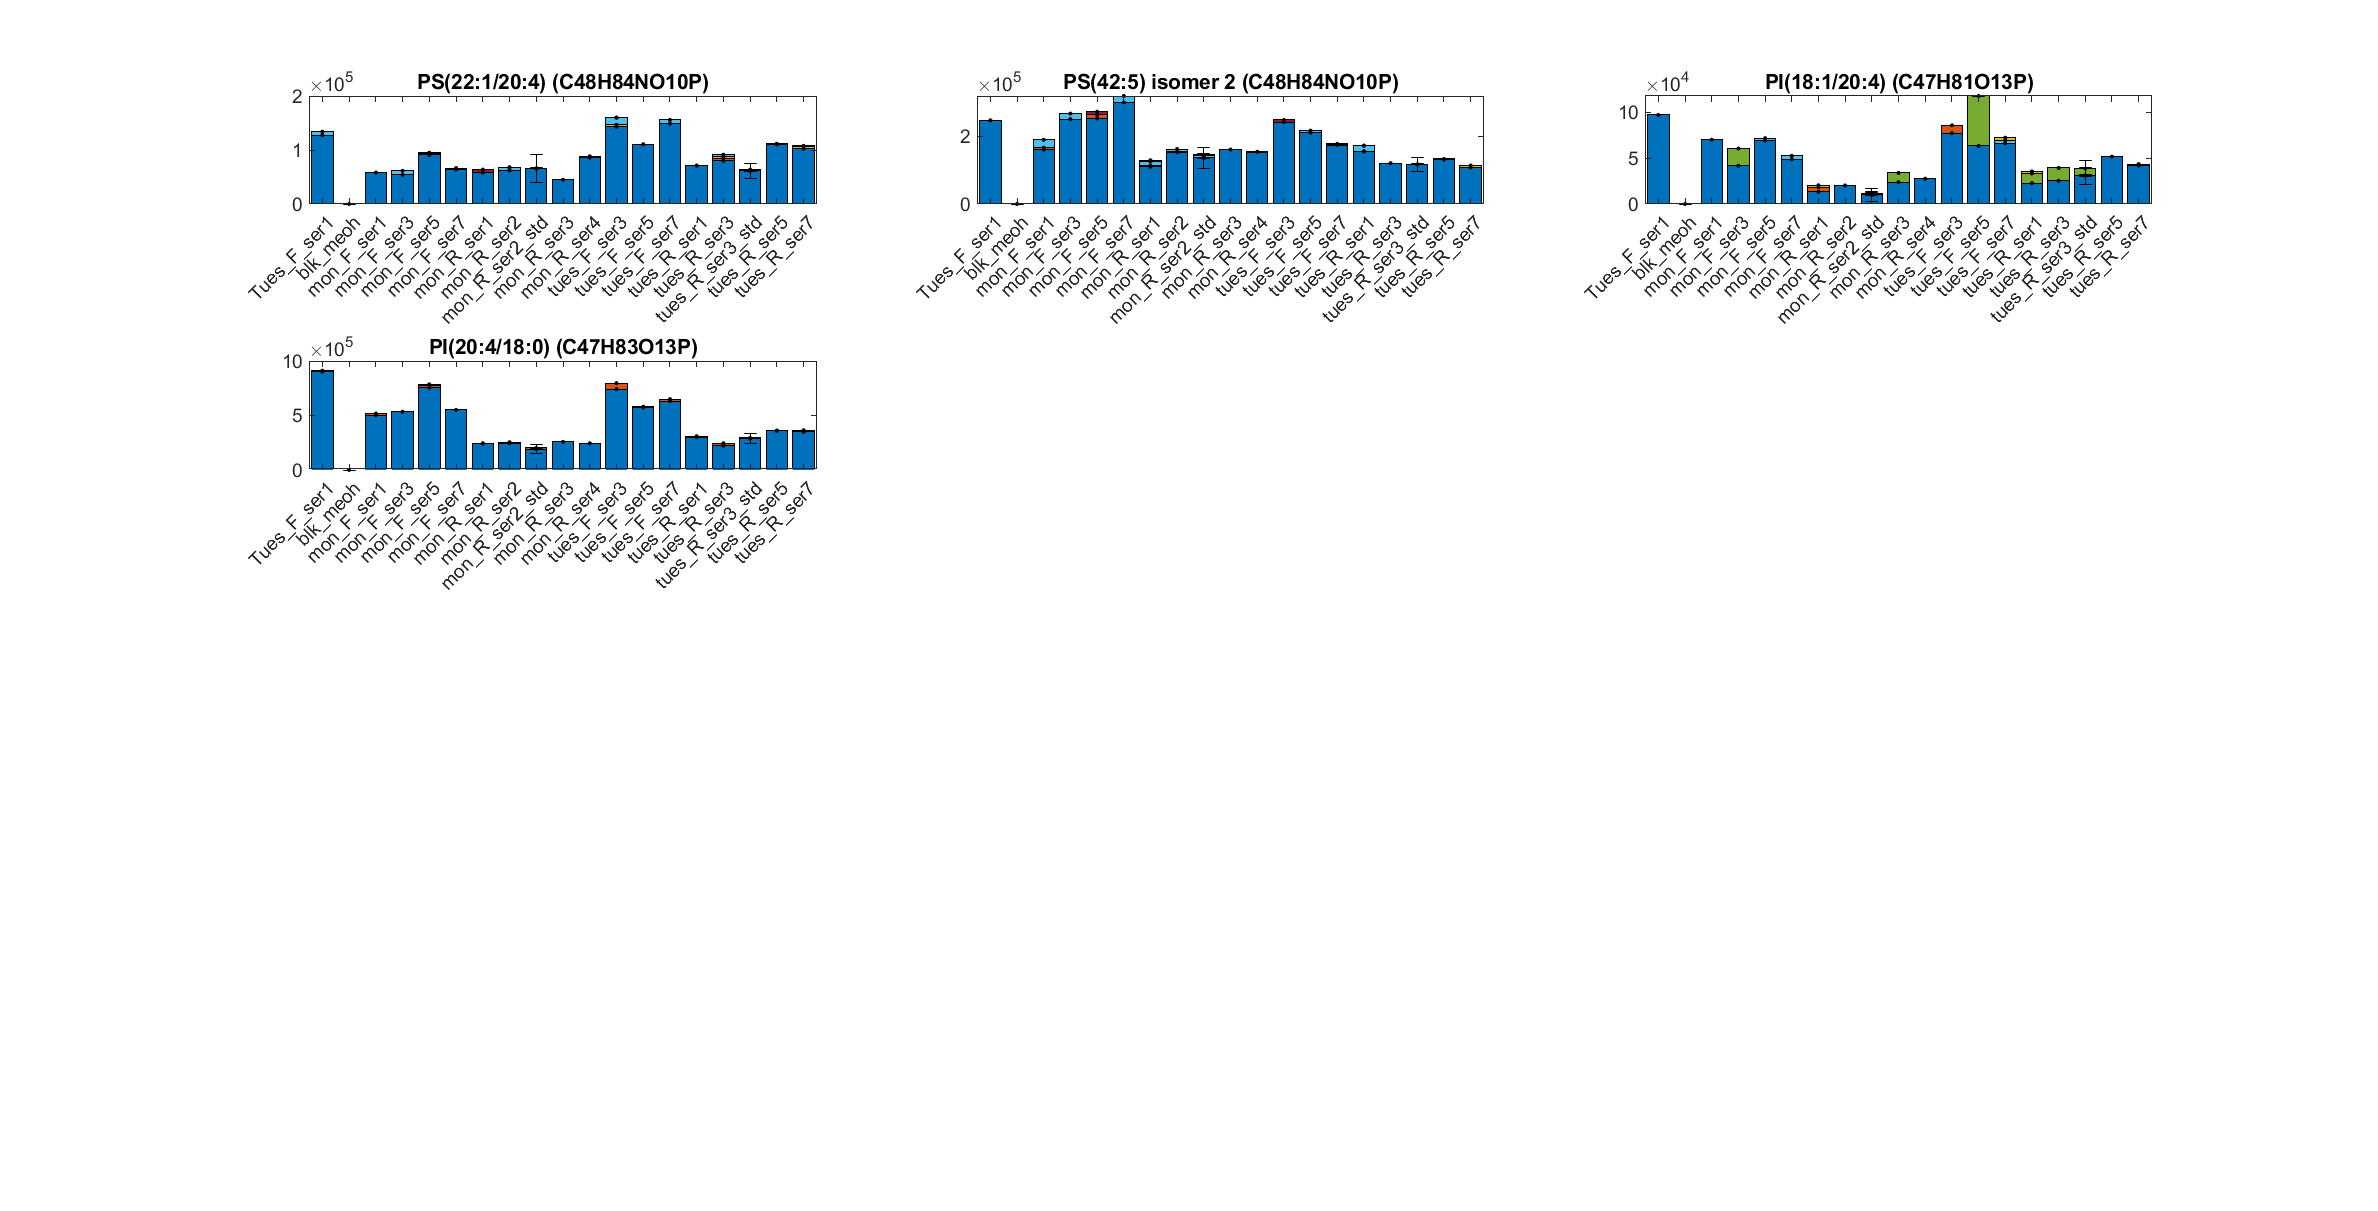 ×10^5
PS(22:1/20:4) (C48H84NO10P)
2
1
0
Tues_F_ser1
blk_meoh
mon_F_ser1
mon_F_ser3
mon_F_ser5
mon_F_ser7
mon_R_ser1
mon_R_ser2
mon_R_ser2_std
mon_R_ser3
mon_R_ser4
tues_F_ser3
tues_F_ser5
tues_F_ser7
tues_R_ser1
tues_R_ser3
tues_R_ser3_std
tues_R_ser5
tues_R_ser7
×10^5
PS(42:5) isomer 2 (C48H84NO10P)
2
0
Tues_F_ser1
blk_meoh
mon_F_ser1
mon_F_ser3
mon_F_ser5
mon_F_ser7
mon_R_ser1
mon_R_ser2
mon_R_ser2_std
mon_R_ser3
mon_R_ser4
tues_F_ser3
tues_F_ser5
tues_F_ser7
tues_R_ser1
tues_R_ser3
tues_R_ser3_std
tues_R_ser5
tues_R_ser7
×10^4
PI(18:1/20:4) (C47H81O13P)
10
5
0
Tues_F_ser1
blk_meoh
mon_F_ser1
mon_F_ser3
mon_F_ser5
mon_F_ser7
mon_R_ser1
mon_R_ser2
mon_R_ser2_std
mon_R_ser3
mon_R_ser4
tues_F_ser3
tues_F_ser5
tues_F_ser7
tues_R_ser1
tues_R_ser3
tues_R_ser3_std
tues_R_ser5
tues_R_ser7
×10^5
PI(20:4/18:0) (C47H83O13P)
10
5
0
Tues_F_ser1
blk_meoh
mon_F_ser1
mon_F_ser3
mon_F_ser5
mon_F_ser7
mon_R_ser1
mon_R_ser2
mon_R_ser2_std
mon_R_ser3
mon_R_ser4
tues_F_ser3
tues_F_ser5
tues_F_ser7
tues_R_ser1
tues_R_ser3
tues_R_ser3_std
tues_R_ser5
tues_R_ser7